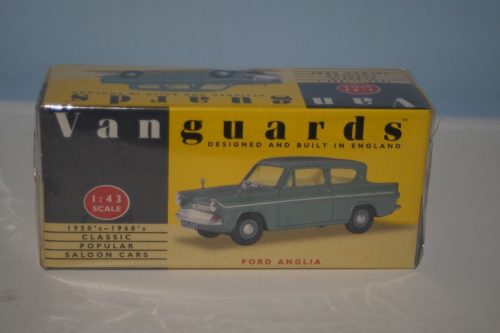 Vanguards
DESIGNED AND BUILT IN ENGLAND
1:43
SCALE
1950's-1960's
CLASSIC
POPULAR
SALOON CARS
FORD ANGLIA